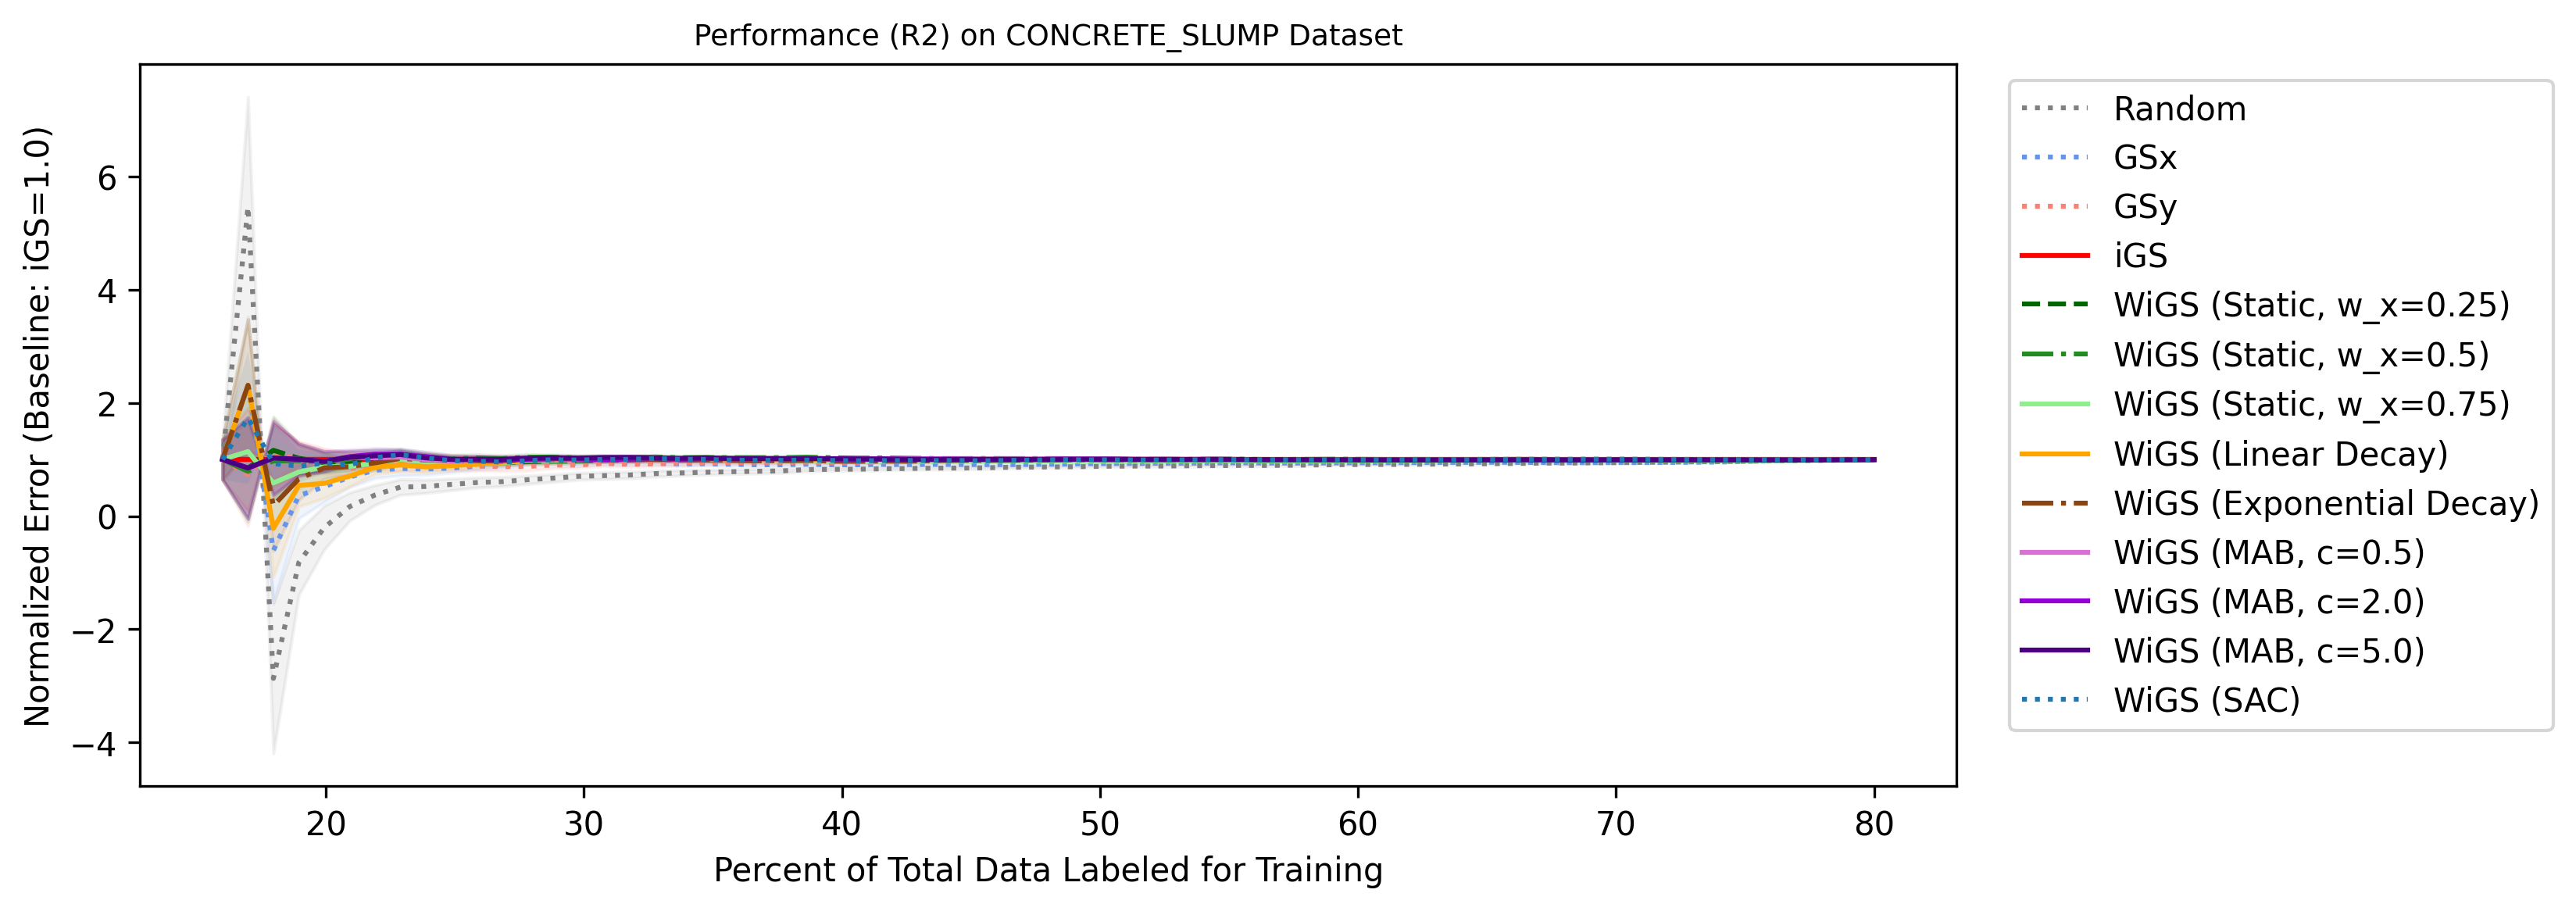 Performance (R2) on CONCRETE_SLUMP Dataset
Normalized Error (Baseline: iGS=1.0)
6
4
2
0
−2
−4
20
30
40
50
60
70
80
Percent of Total Data Labeled for Training
Random
GSx
GSy
iGS
WiGS (Static, w_x=0.25)
WiGS (Static, w_x=0.5)
WiGS (Static, w_x=0.75)
WiGS (Linear Decay)
WiGS (Exponential Decay)
WiGS (MAB, c=0.5)
WiGS (MAB, c=2.0)
WiGS (MAB, c=5.0)
WiGS (SAC)